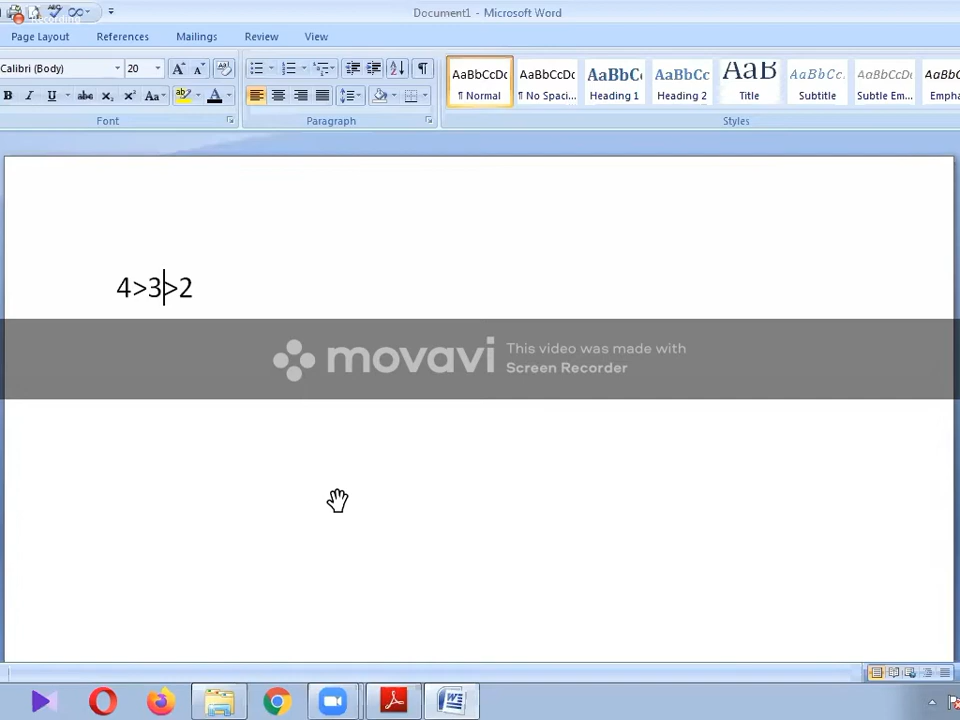 Recording
Document1 - Microsoft Word
Page Layout References Mailings Review View
Calibri (Body) 20
Font Paragraph Styles
AaBbCcDc AaBbCcDc AaBbC AaBbCc AaB AaBbCc. AaBbCcDc
¶ Normal ¶ No Spaci... Heading 1 Heading 2 Title Subtitle Subtle Em... Empha
4>3>2
movavi
This video was made with
Screen Recorder